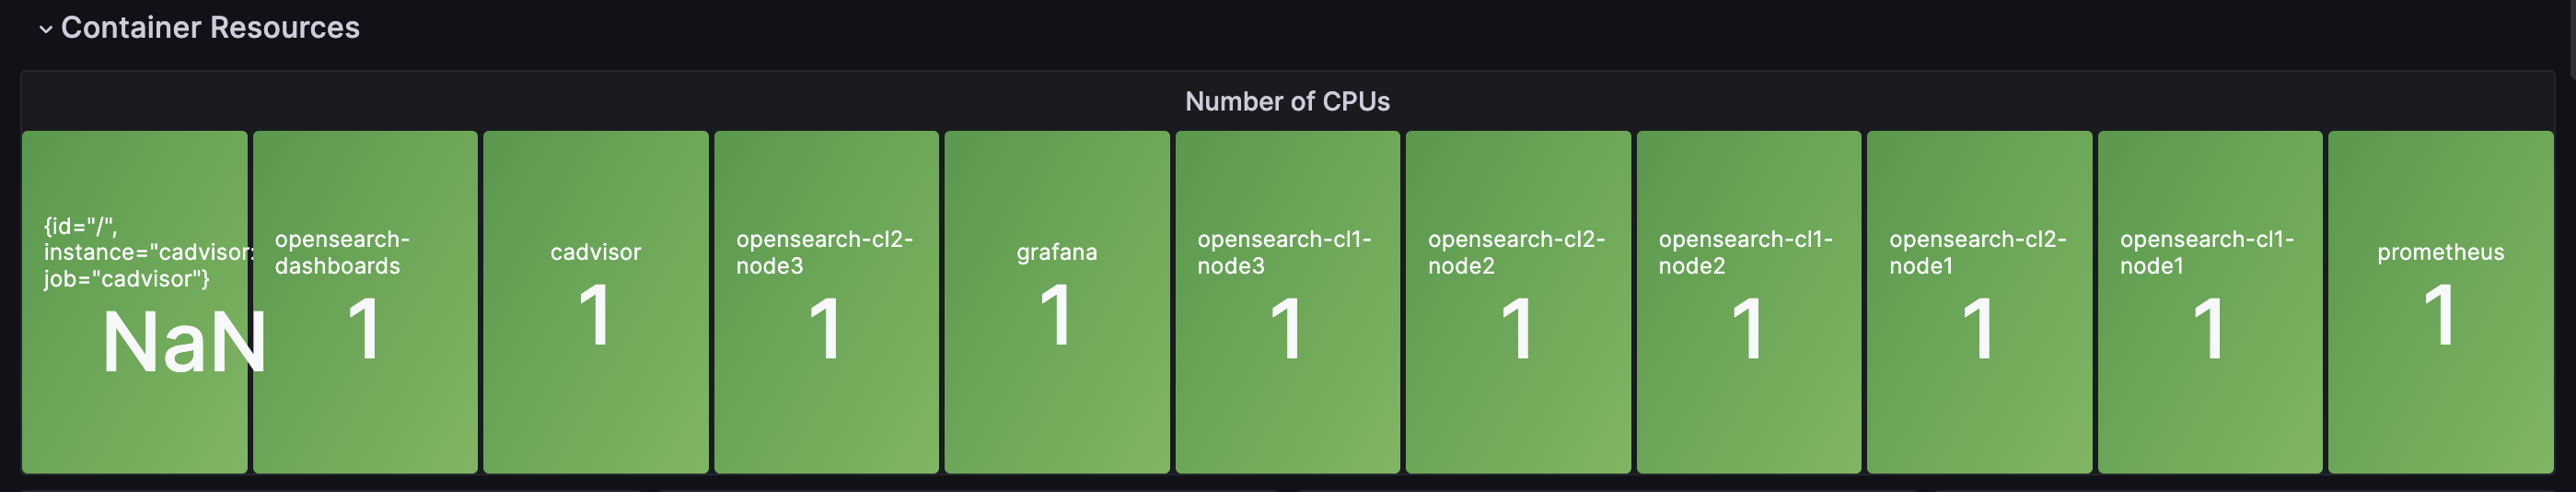 Container Resources
Number of CPUs
{id="/",
instance="cadvisor:
job="cadvisor"}
NaN
opensearch-
dashboards
1
cadvisor
1
opensearch-cl2-
node3
1
grafana
1
opensearch-cl1-
node3
1
opensearch-cl2-
node2
1
opensearch-cl1-
node2
1
opensearch-cl2-
node1
1
opensearch-cl1-
node1
1
prometheus
1